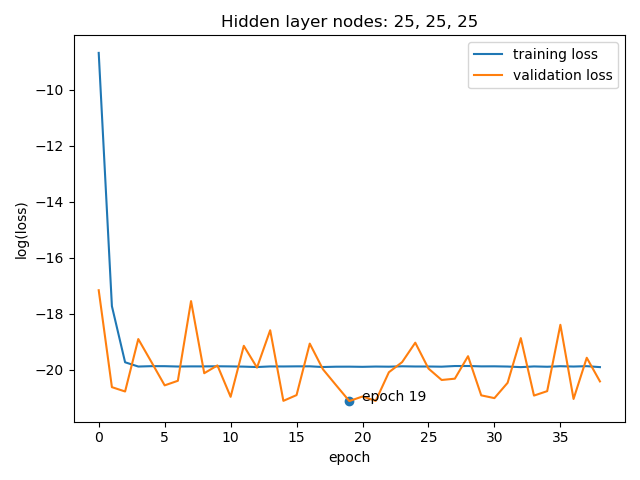 Hidden layer nodes: 25, 25, 25
training loss
validation loss
−10
−12
−14
−16
−18
−20
log(loss)
epoch 19
0 5 10 15 20 25 30 35
epoch